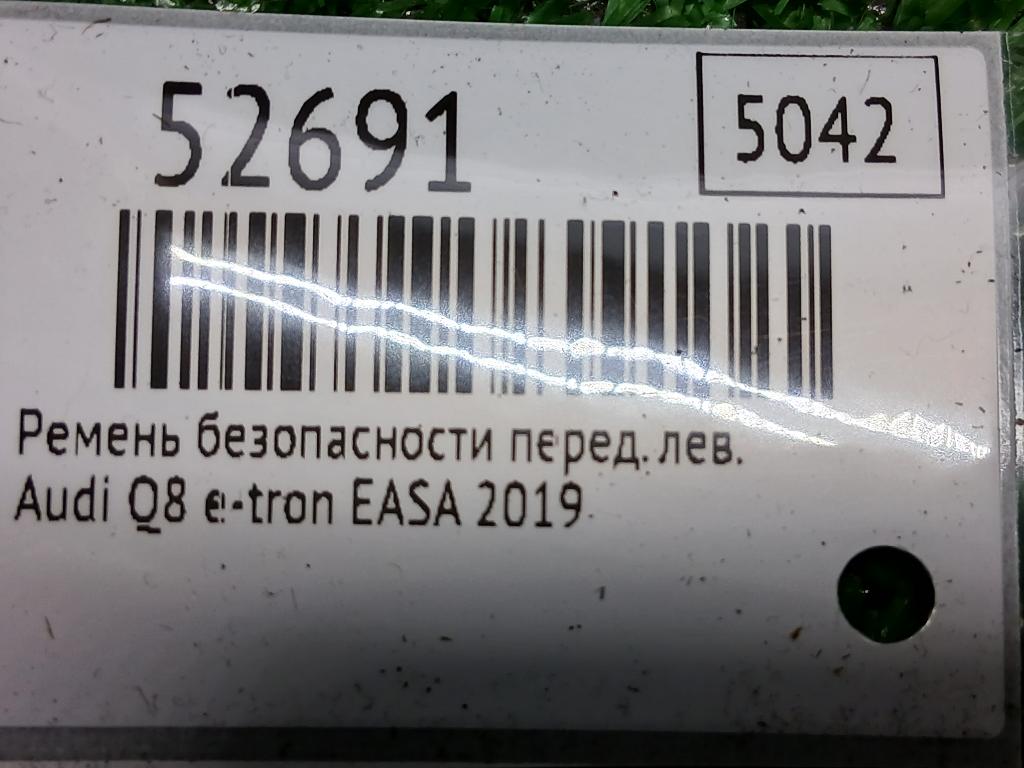 52691
5042
Ремень безопасности перед. лев.
Audi Q8 e-tron EASA 2019